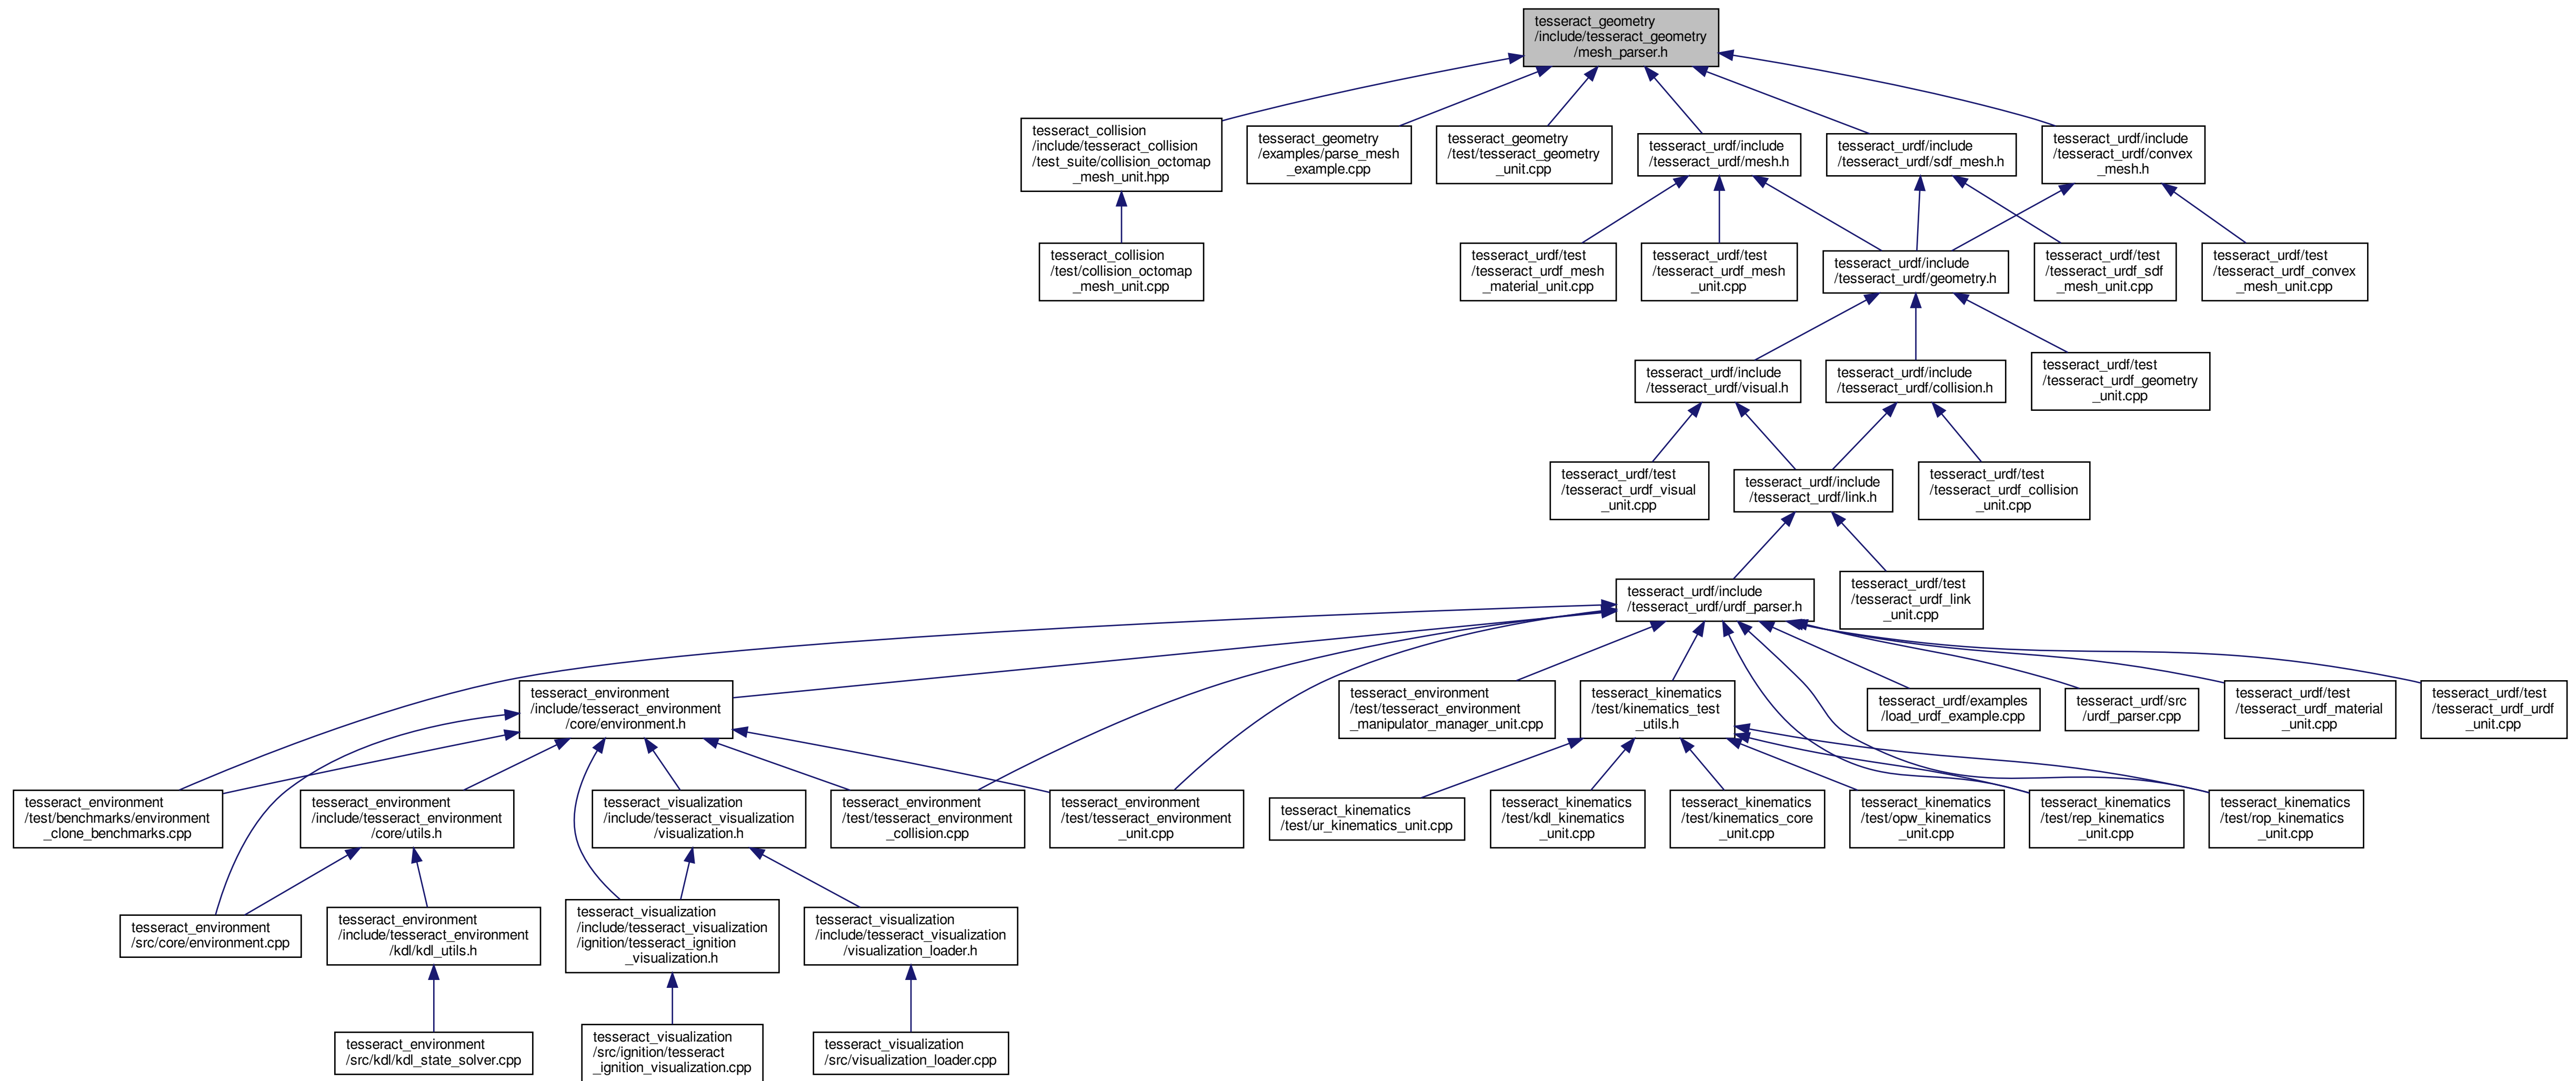 tesseract_geometry
/include/tesseract_geometry
/mesh_parser.h
tesseract_collision
/include/tesseract_collision
/test_suite/collision_octomap
_mesh_unit.hpp
tesseract_geometry
/examples/parse_mesh
_example.cpp
tesseract_geometry
/test/tesseract_geometry
_unit.cpp
tesseract_urdf/include
/tesseract_urdf/mesh.h
tesseract_urdf/include
/tesseract_urdf/sdf_mesh.h
tesseract_urdf/include
/tesseract_urdf/convex
_mesh.h
tesseract_collision
/test/collision_octomap
_mesh_unit.cpp
tesseract_urdf/test
/tesseract_urdf_mesh
_material_unit.cpp
tesseract_urdf/test
/tesseract_urdf_mesh
_unit.cpp
tesseract_urdf/include
/tesseract_urdf/geometry.h
tesseract_urdf/test
/tesseract_urdf_sdf
_mesh_unit.cpp
tesseract_urdf/test
/tesseract_urdf_convex
_mesh_unit.cpp
tesseract_urdf/include
/tesseract_urdf/visual.h
tesseract_urdf/include
/tesseract_urdf/collision.h
tesseract_urdf/test
/tesseract_urdf_geometry
_unit.cpp
tesseract_urdf/test
/tesseract_urdf_visual
_unit.cpp
tesseract_urdf/include
/tesseract_urdf/link.h
tesseract_urdf/test
/tesseract_urdf_collision
_unit.cpp
tesseract_urdf/include
/tesseract_urdf/urdf_parser.h
tesseract_urdf/test
/tesseract_urdf_link
_unit.cpp
tesseract_environment
/include/tesseract_environment
/core/environment.h
tesseract_environment
/test/tesseract_environment
_manipulator_manager_unit.cpp
tesseract_kinematics
/test/kinematics_test
_utils.h
tesseract_urdf/examples
/load_urdf_example.cpp
tesseract_urdf/src
/urdf_parser.cpp
tesseract_urdf/test
/tesseract_urdf_material
_unit.cpp
tesseract_urdf/test
/tesseract_urdf_urdf
_unit.cpp
tesseract_environment
/test/benchmarks/environment
_clone_benchmarks.cpp
tesseract_environment
/include/tesseract_environment
/core/utils.h
tesseract_visualization
/include/tesseract_visualization
/visualization.h
tesseract_environment
/test/tesseract_environment
_collision.cpp
tesseract_environment
/test/tesseract_environment
_unit.cpp
tesseract_kinematics
/test/ur_kinematics_unit.cpp
tesseract_kinematics
/test/kdl_kinematics
_unit.cpp
tesseract_kinematics
/test/kinematics_core
_unit.cpp
tesseract_kinematics
/test/opw_kinematics
_unit.cpp
tesseract_kinematics
/test/rep_kinematics
_unit.cpp
tesseract_kinematics
/test/rop_kinematics
_unit.cpp
tesseract_environment
/src/core/environment.cpp
tesseract_environment
/include/tesseract_environment
/kdl/kdl_utils.h
tesseract_visualization
/include/tesseract_visualization
/ignition/tesseract_ignition
_visualization.h
tesseract_visualization
/include/tesseract_visualization
/visualization_loader.h
tesseract_environment
/src/kdl/kdl_state_solver.cpp
tesseract_visualization
/src/ignition/tesseract
_ignition_visualization.cpp
tesseract_visualization
/src/visualization_loader.cpp